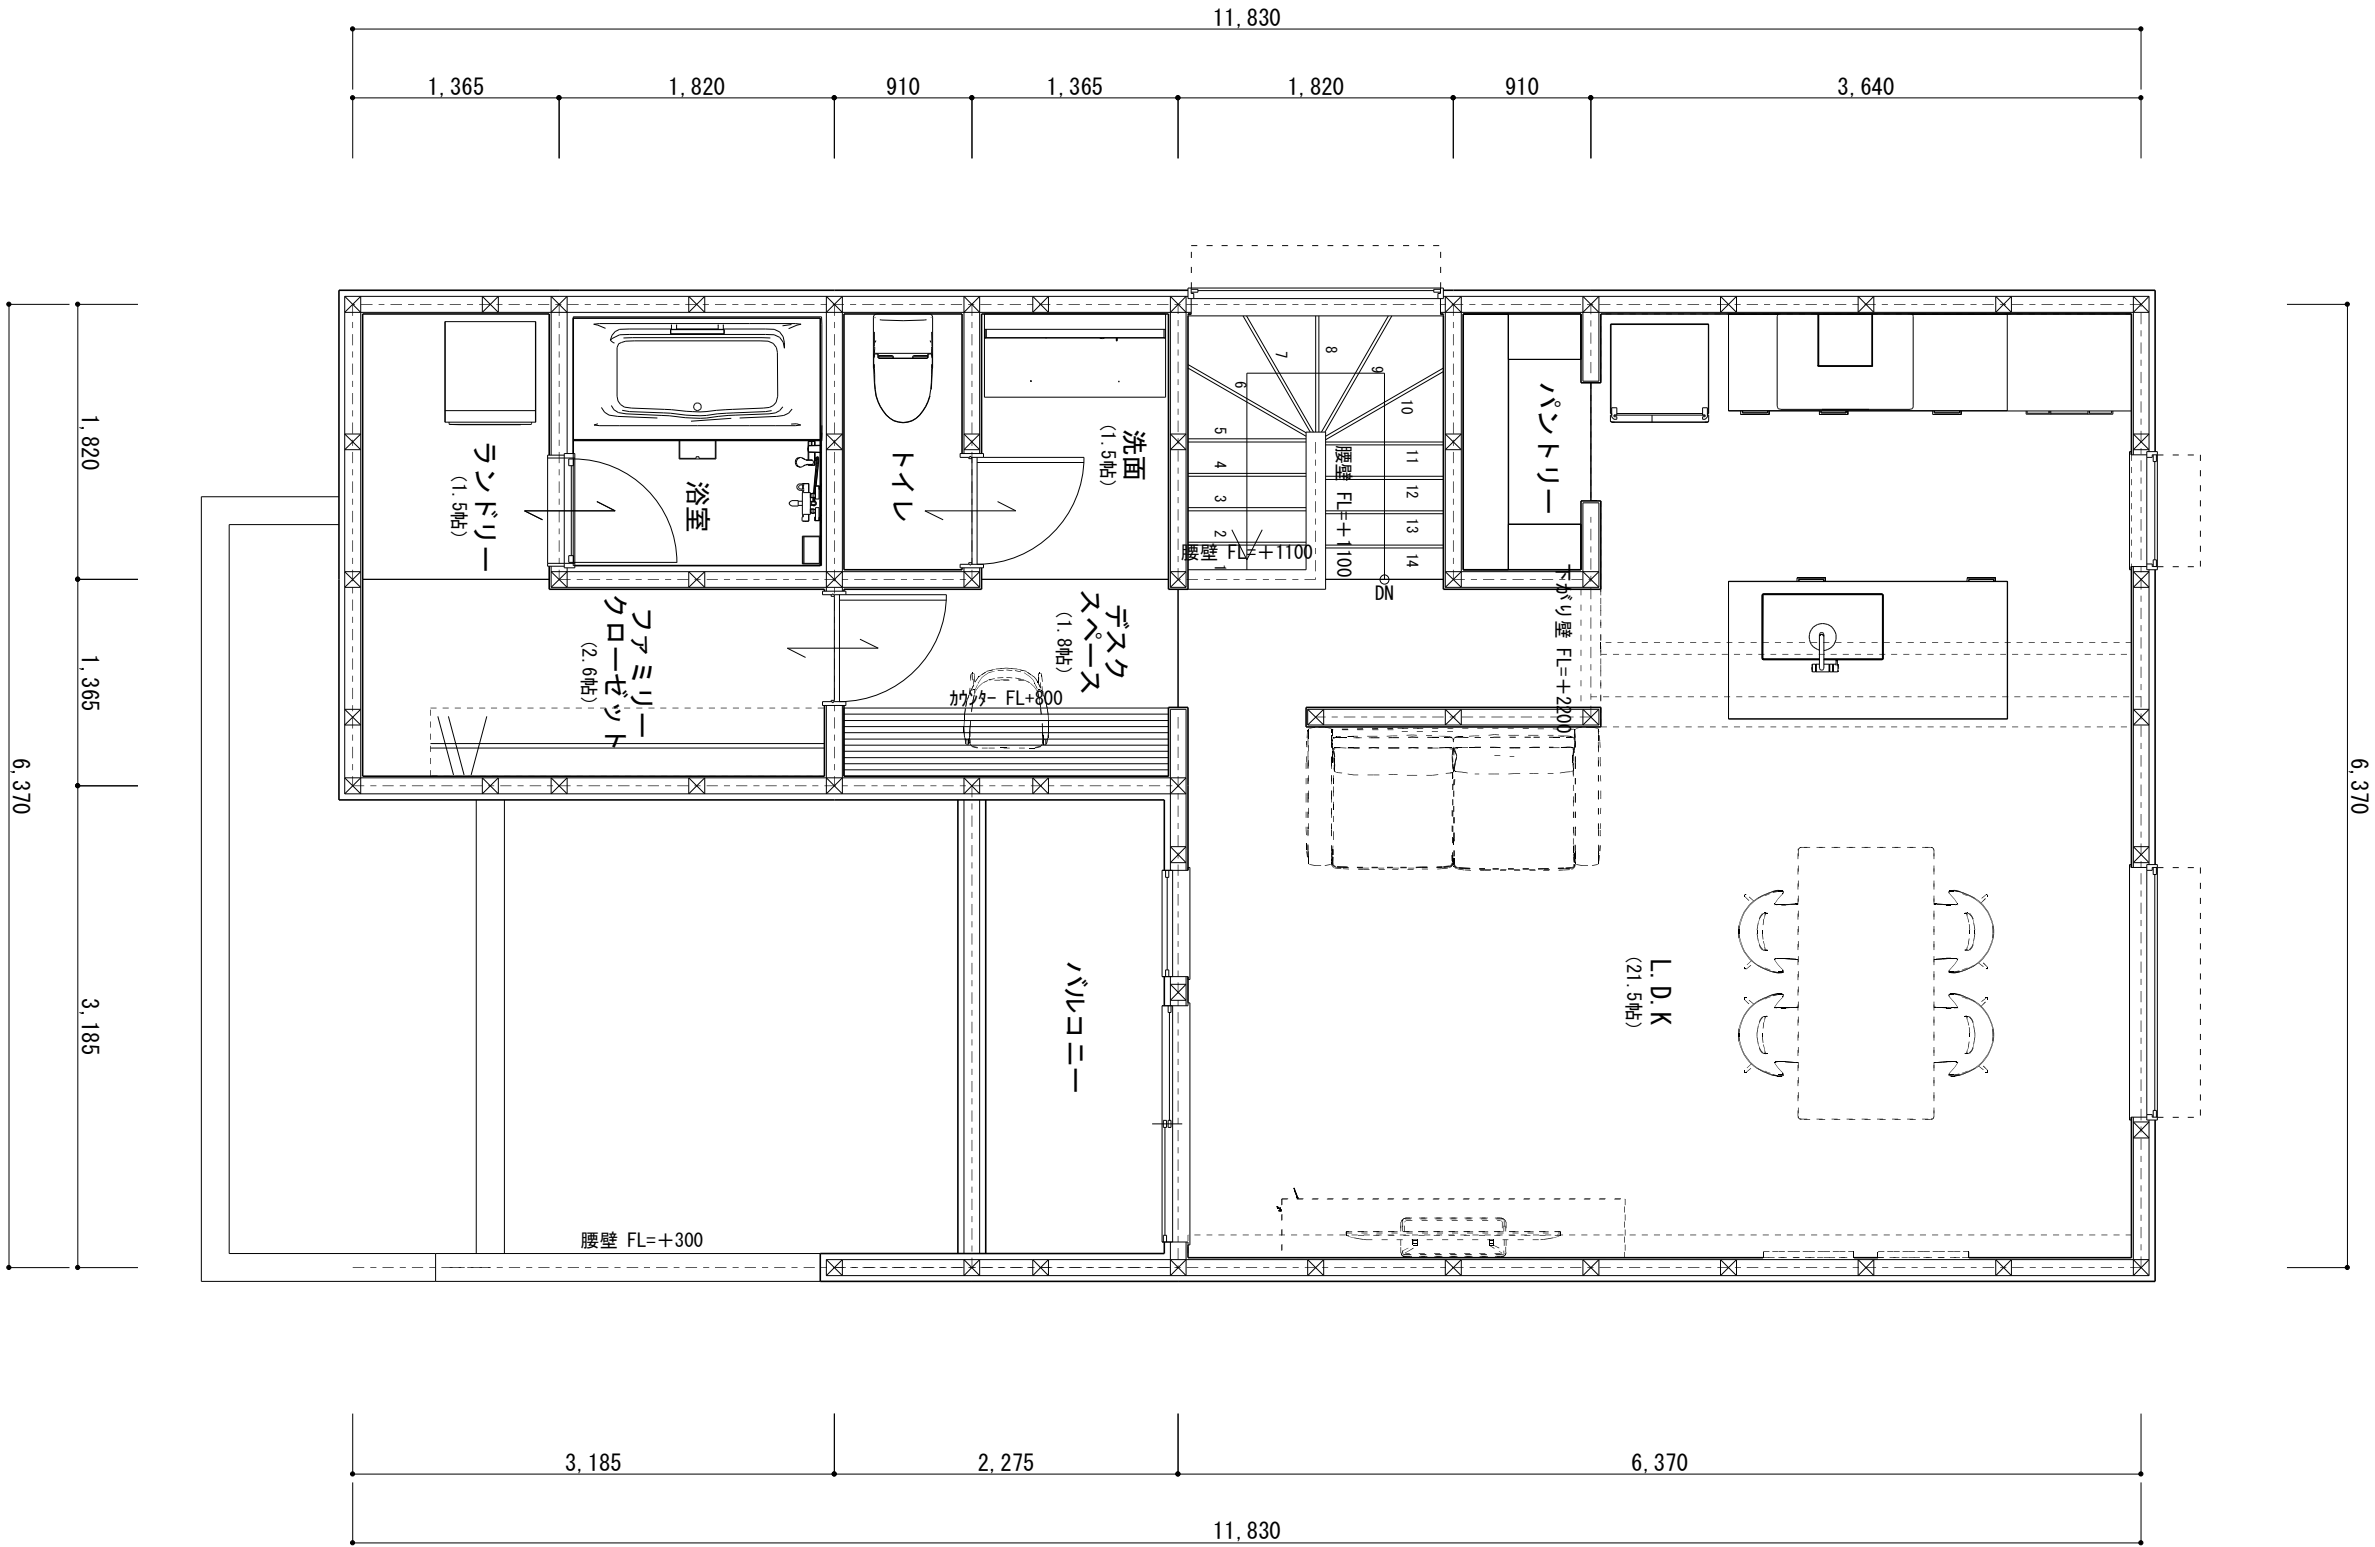 11,830
1,365
1,820
910
1,365
1,820
910
3,640
6,370
1,820
1,365
3,185
6,370
ランドリー
(1.5帖)
浴室
トイレ
洗面
(1.5帖)
1
2
3
4
5
6
7
8
9
10
11
12
13
14
腰壁 FL=+1100
腰壁 FL=+1100
DN
パントリー
下がり壁 FL=+2200
ファミリー
クローゼット
(2.6帖)
デスク
スペース
(1.8帖)
ｶｳﾝﾀｰ FL+800
L.D.K
(21.5帖)
バルコニー
腰壁 FL=+300
3,185
2,275
6,370
11,830